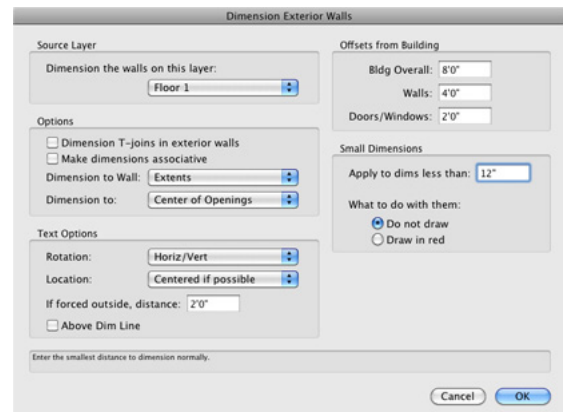 Dimension Exterior Walls
Source Layer
Dimension the walls on this layer:
Floor 1
Options
Dimension T-joins in exterior walls
Make dimensions associative
Dimension to Wall: Extents
Dimension to: Center of Openings
Text Options
Rotation: Horiz/Vert
Location: Centered if possible
If forced outside, distance: 2'0"
Above Dim Line
Offsets from Building
Bldg Overall: 8'0"
Walls: 4'0"
Doors/Windows: 2'0"
Small Dimensions
Apply to dims less than: 12"
What to do with them:
Do not draw
Draw in red
Enter the smallest distance to dimension normally.
Cancel OK